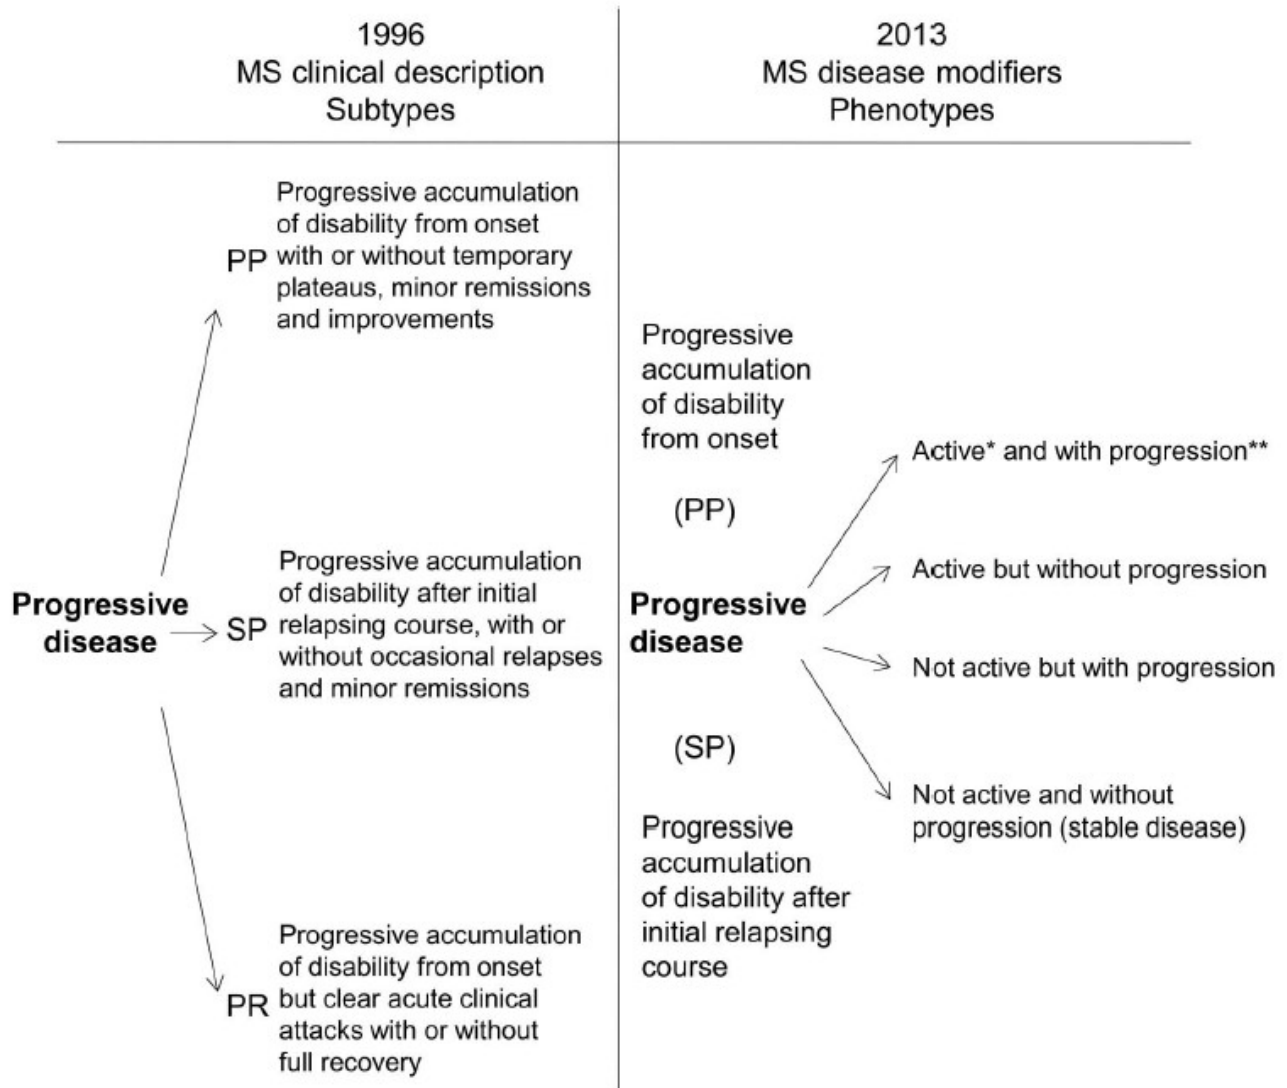 1996
MS clinical description
Subtypes
2013
MS disease modifiers
Phenotypes
Progressive
disease
PP
Progressive accumulation
of disability from onset
with or without temporary
plateaus, minor remissions
and improvements
SP
Progressive accumulation
of disability after initial
relapsing course, with or
without occasional relapses
and minor remissions
PR
Progressive accumulation
of disability from onset
but clear acute clinical
attacks with or without
full recovery
Progressive
accumulation
of disability
from onset
(PP)
Progressive
disease
(SP)
Progressive
accumulation
of disability after
initial relapsing
course
Active* and with progression**
Active but without progression
Not active but with progression
Not active and without
progression (stable disease)